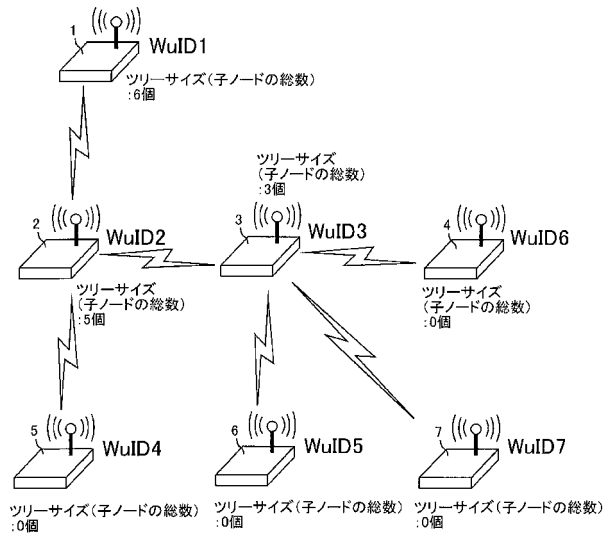 1
WuID1
ツリーサイズ(子ノードの総数)
:6個
ツリーサイズ
(子ノードの総数)
:3個
2
WuID2
3
WuID3
4
WuID6
ツリーサイズ
(子ノードの総数)
:5個
ツリーサイズ
(子ノードの総数)
:0個
5
WuID4
6
WuID5
7
WuID7
ツリーサイズ(子ノードの総数)
:0個
ツリーサイズ(子ノードの総数)
:0個
ツリーサイズ(子ノードの総数)
:0個